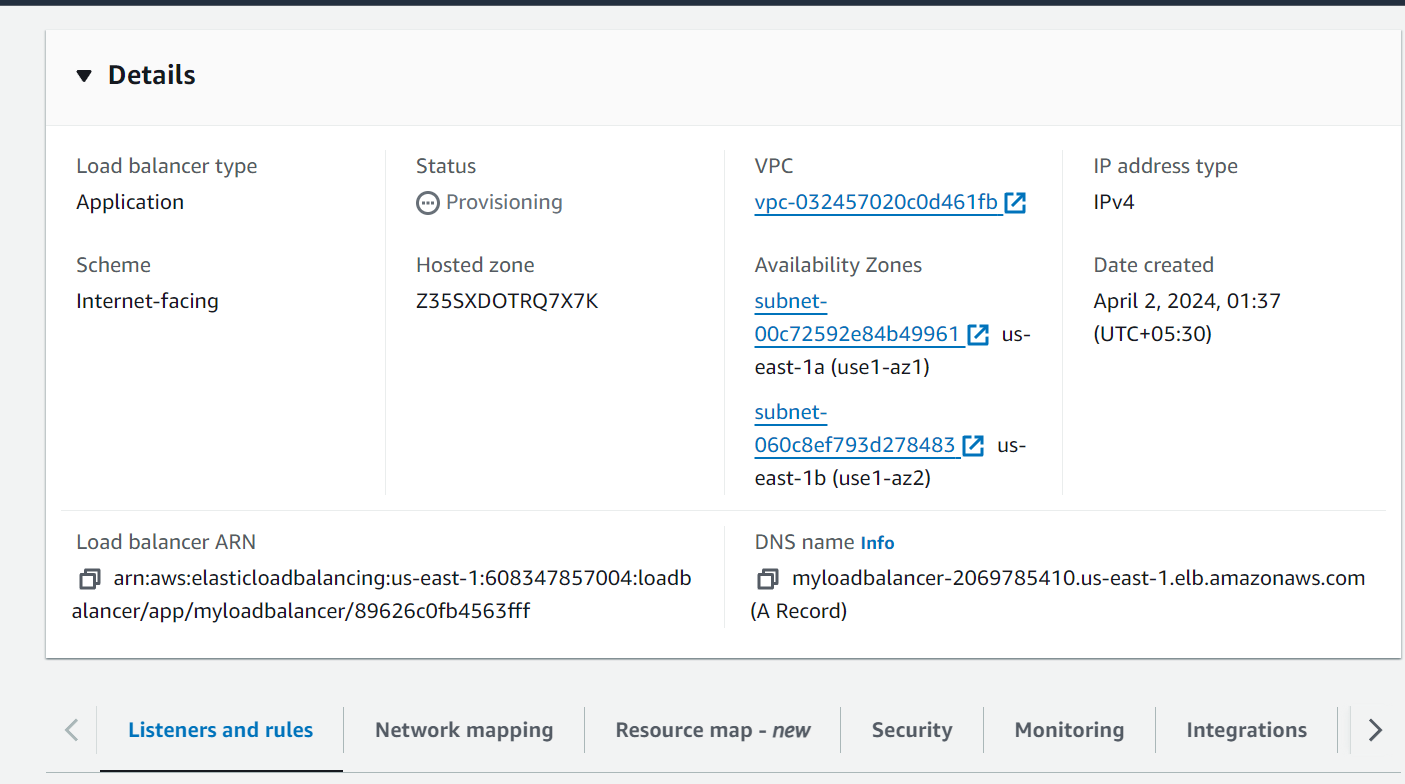 Details
Load balancer type
Application
Status
Provisioning
VPC
vpc-032457020c0d461fb
IP address type
IPv4
Scheme
Internet-facing
Hosted zone
Z35SXDOTRQ7X7K
Availability Zones
subnet-
00c72592e84b49961 us-
east-1a (use1-az1)
subnet-
060c8ef793d278483 us-
east-1b (use1-az2)
Date created
April 2, 2024, 01:37
(UTC+05:30)
Load balancer ARN
arn:aws:elasticloadbalancing:us-east-1:608347857004:loadb
alancer/app/myloadbalancer/89626c0fb4563fff
DNS name Info
myloadbalancer-2069785410.us-east-1.elb.amazonaws.com
(A Record)
Listeners and rules
Network mapping
Resource map - new
Security
Monitoring
Integrations